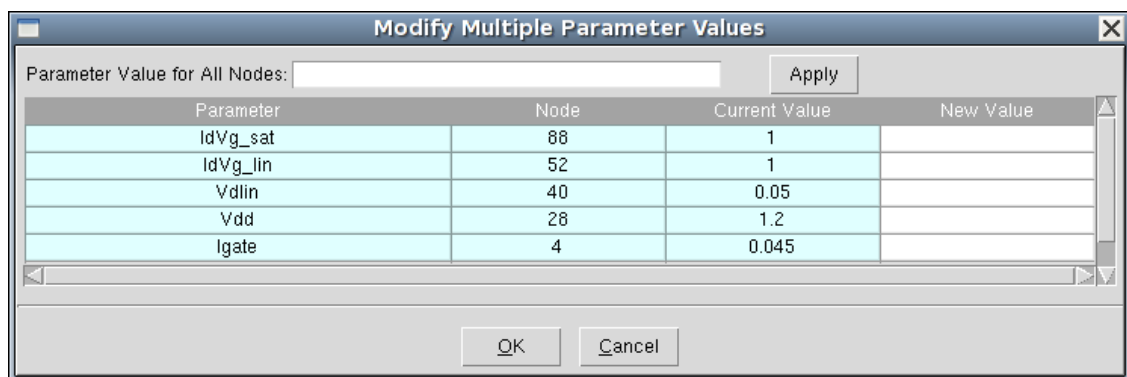 Modify Multiple Parameter Values
Parameter Value for All Nodes: Apply
Parameter Node Current Value New Value
IdVg_sat 88 1
IdVg_lin 52 1
Vdlin 40 0.05
Vdd 28 1.2
Igate 4 0.045
OK Cancel